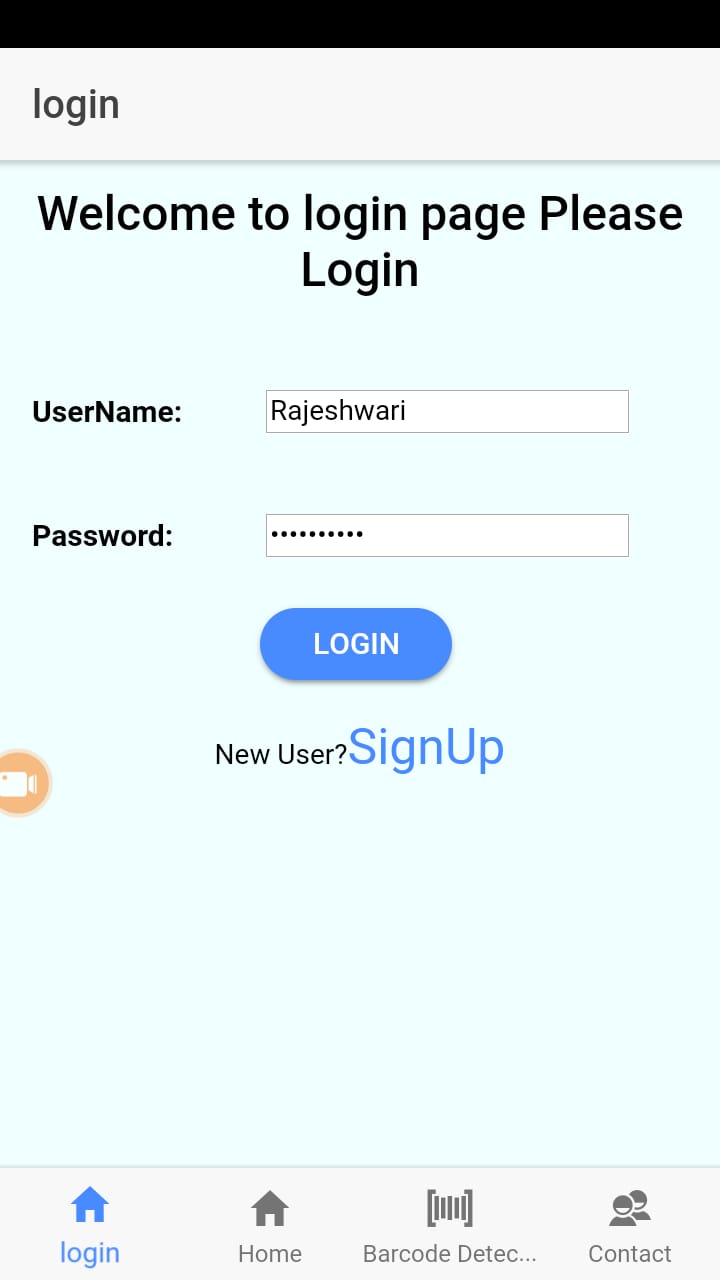 login
Welcome to login page Please
Login
UserName: Rajeshwari
Password: ••••••••••
LOGIN
New User?SignUp
login Home Barcode Detec... Contact